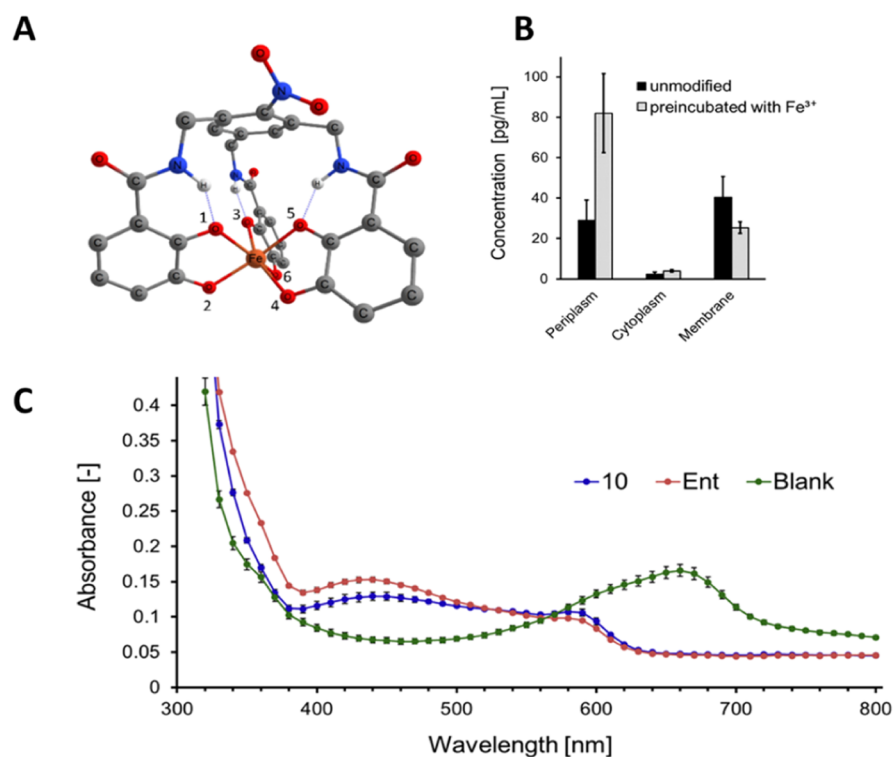 A
O
N
O
C
C
C
C
C
O
C
N
H
H
N
H
N
C
O
C
C
C
C
C
C
C
1
3
5
O
O
O
Fe
6
O
O
2
4
B
Concentration [pg/mL]
100
80
60
40
20
0
unmodified
preincubated with Fe³⁺
Periplasm
Cytoplasm
Membrane
C
Absorbance [-]
0.4
0.35
0.3
0.25
0.2
0.15
0.1
0.05
0
10
Ent
Blank
300 400 500 600 700 800
Wavelength [nm]